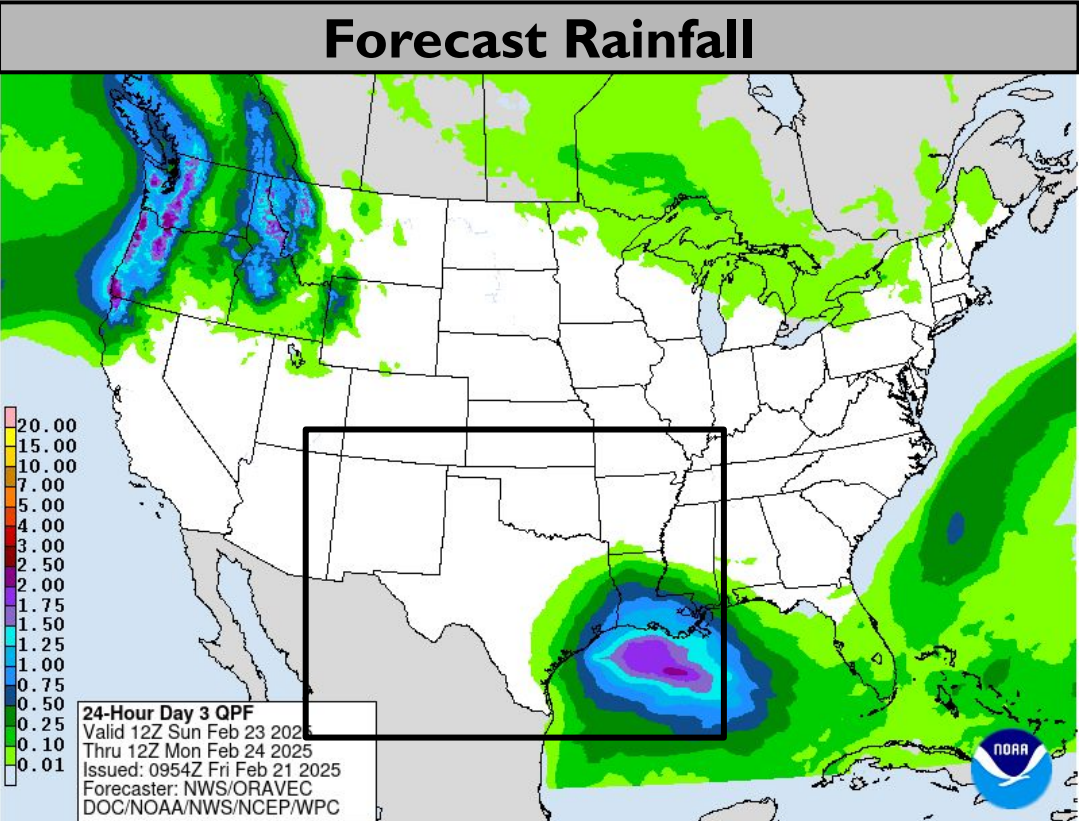 Forecast Rainfall
20.00
15.00
10.00
7.00
5.00
4.00
3.00
2.50
2.00
1.75
1.50
1.25
1.00
0.75
0.50
0.25
0.10
0.01
24-Hour Day 3 QPF
Valid 12Z Sun Feb 23 2025
Thru 12Z Mon Feb 24 2025
Issued: 0954Z Fri Feb 21 2025
Forecaster: NWS/ORAVEC
DOC/NOAA/NWS/NCEP/WPC
NOAA